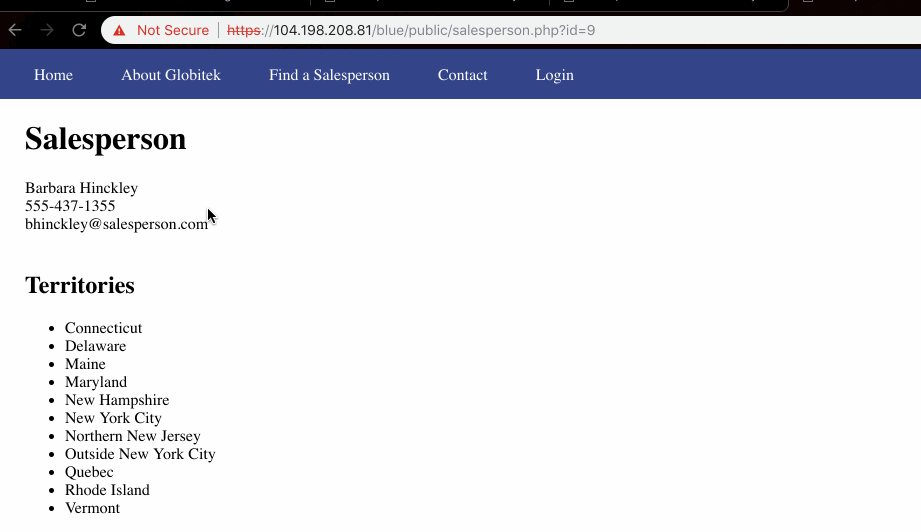 Not Secure | https://104.198.208.81/blue/public/salesperson.php?id=9
Home About Globitek Find a Salesperson Contact Login
Salesperson
Barbara Hinckley
555-437-1355
bhinckley@salesperson.com
Territories
Connecticut
Delaware
Maine
Maryland
New Hampshire
New York City
Northern New Jersey
Outside New York City
Quebec
Rhode Island
Vermont